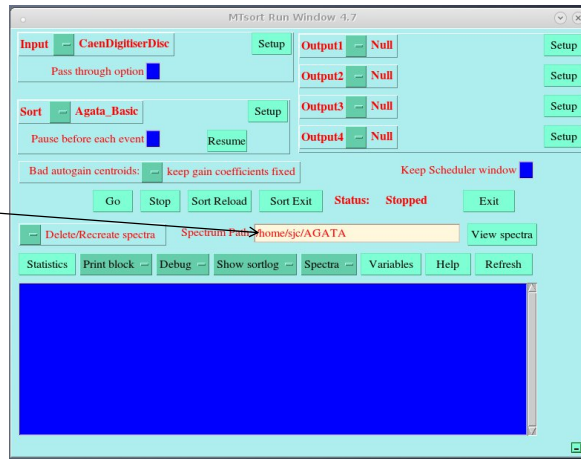 MTsort Run Window 4.7
Input CaenDigitiserDisc Setup
Pass through option
Output1 Null Setup
Output2 Null Setup
Output3 Null Setup
Output4 Null Setup
Sort Agata_Basic Setup
Pause before each event Resume
Bad autogain centroids: keep gain coefficients fixed Keep Scheduler window
Go Stop Sort Reload Sort Exit Status: Stopped Exit
Delete/Recreate spectra Spectrum Path: /home/sjc/AGATA View spectra
Statistics Print block Debug Show sortlog Spectra Variables Help Refresh